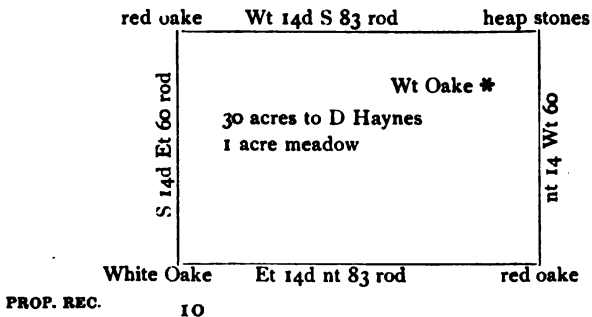 red oake Wt 14d S 83 rod heap stones
Wt Oake *
30 acres to D Haynes
1 acre meadow
S 14d Et 60 rod
nt 14 Wt 60
White Oake Et 14d nt 83 rod red oake
PROP. REC. 10